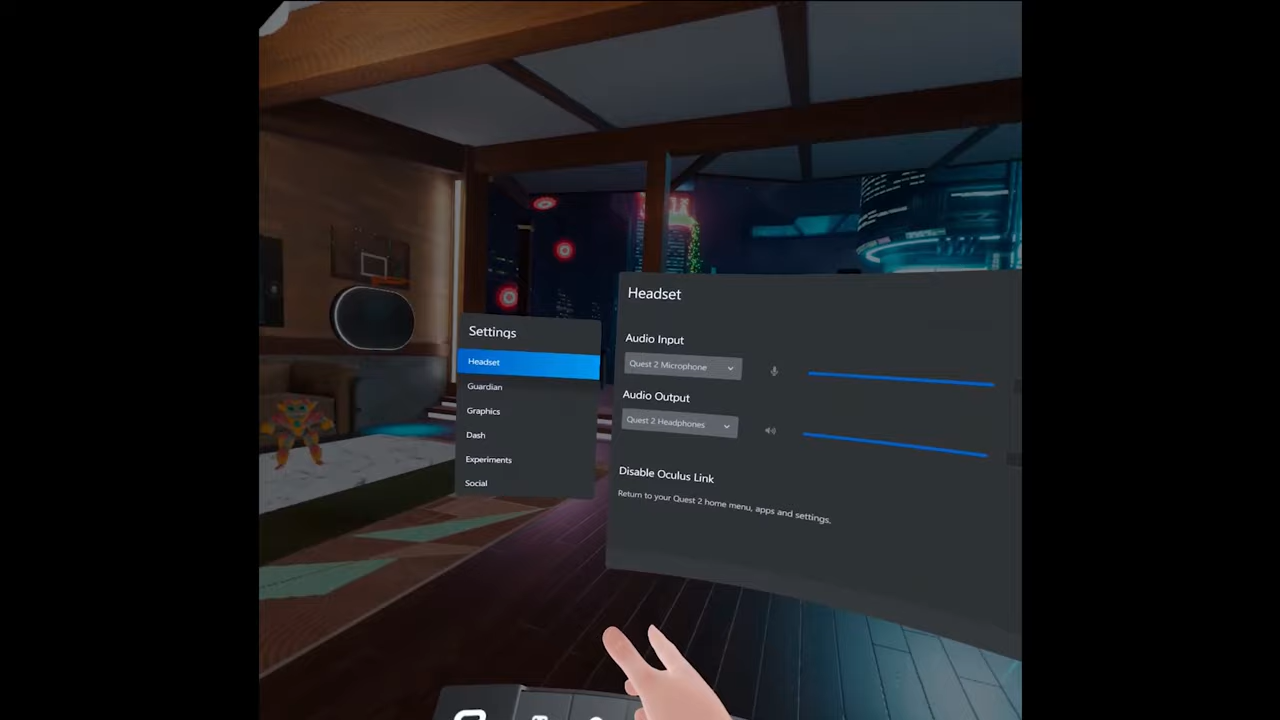 Settings
Headset
Guardian
Graphics
Dash
Experiments
Social
Headset
Audio Input
Quest 2 Microphone
Audio Output
Quest 2 Headphones
Disable Oculus Link
Return to your Quest 2 home menu, apps and settings.